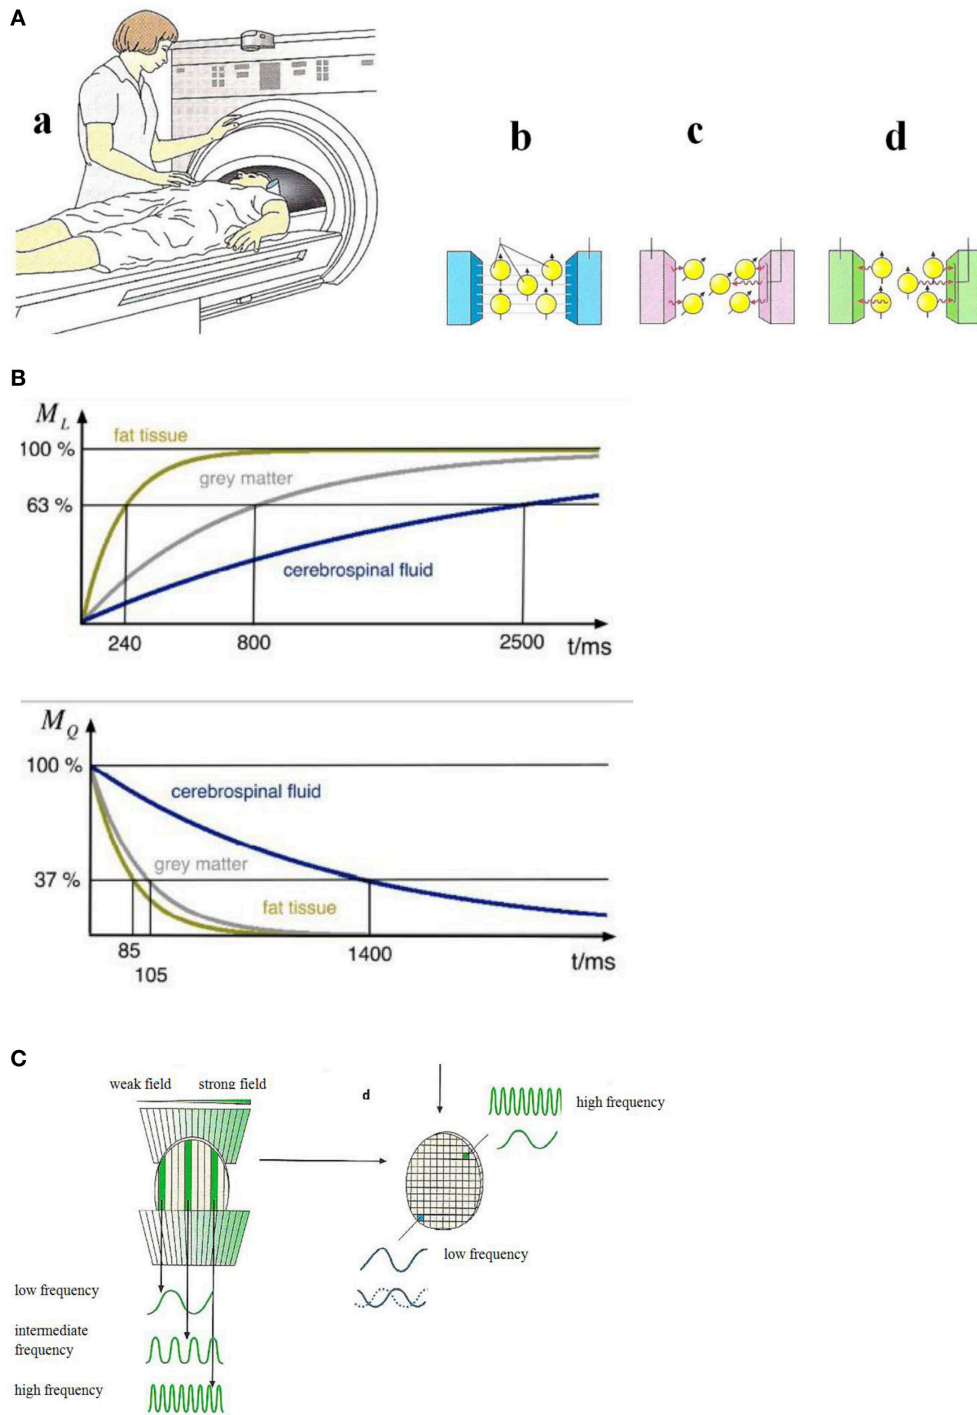 A
a
b
c
d
B
M L
100 %
fat tissue
grey matter
63 %
cerebrospinal fluid
240
800
2500
t/ms
M Q
100 %
cerebrospinal fluid
grey matter
37 %
fat tissue
85
105
1400
t/ms
C
weak field
strong field
d
high frequency
low frequency
low frequency
intermediate
frequency
high frequency